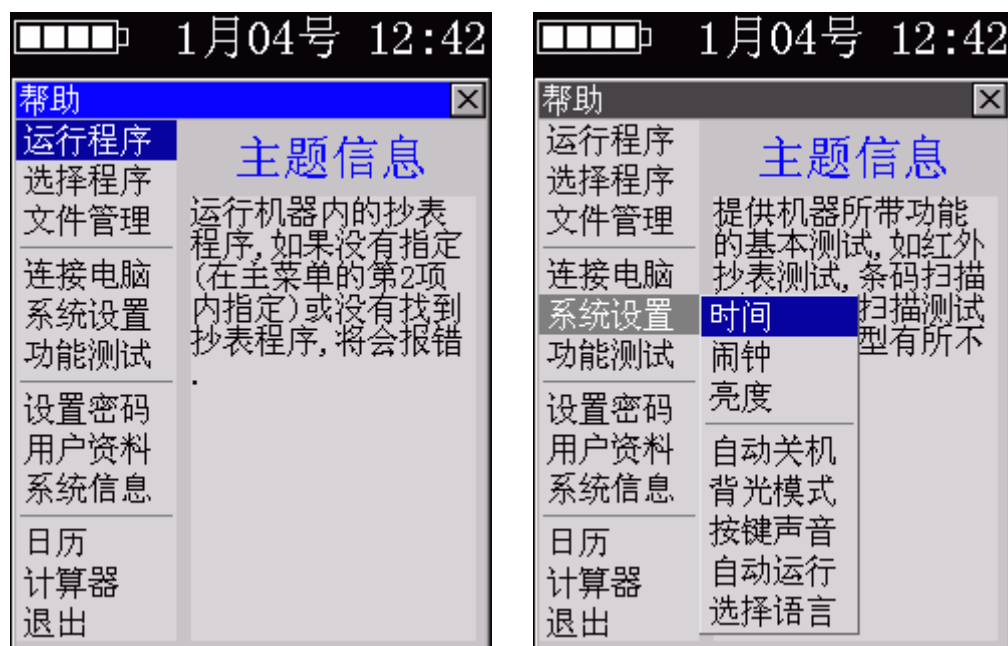 1月04号 12:42
帮助
运行程序
选择程序
文件管理
连接电脑
系统设置
功能测试
设置密码
用户资料
系统信息
日历
计算器
退出
主题信息
运行机器内的抄表
程序,如果没有指定
(在主菜单的第2项
内指定)或没有找到
抄表程序,将会报错
.
1月04号 12:42
帮助
运行程序
选择程序
文件管理
连接电脑
系统设置
功能测试
设置密码
用户资料
系统信息
日历
计算器
退出
主题信息
提供机器所带功能
的基本测试,如红外
抄表测试,条码扫描
扫描测试
型有所不
时间
闹钟
亮度
自动关机
背光模式
按键声音
自动运行
选择语言